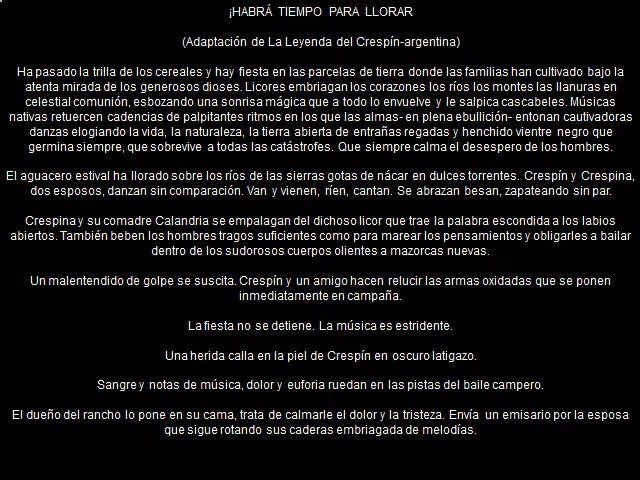 ¡HABRÁ TIEMPO PARA LLORAR
(Adaptación de La Leyenda del Crespín-argentina)
Ha pasado la trilla de los cereales y hay fiesta en las parcelas de tierra donde las familias han cultivado bajo la
atenta mirada de los generosos dioses. Licores embriagan los corazones los ríos los montes las llanuras en
celestial comunión, esbozando una sonrisa mágica que a todo lo envuelve y le salpica cascabeles. Músicas
nativas retuercen cadencias de palpitantes ritmos en los que las almas- en plena ebullición- entonan cautivadoras
danzas elogiando la vida, la naturaleza, la tierra abierta de entrañas regadas y henchido vientre negro que
germina siempre, que sobrevive a todas las catástrofes. Que siempre calma el desespero de los hombres.
El aguacero estival ha llorado sobre los ríos de las sierras gotas de nácar en dulces torrentes. Crespín y Crespina,
dos esposos, danzan sin comparación. Van y vienen, ríen, cantan. Se abrazan besan, zapateando sin par.
Crespina y su comadre Calandria se empalagan del dichoso licor que trae la palabra escondida a los labios
abiertos. También beben los hombres tragos suficientes como para marear los pensamientos y obligarles a bailar
dentro de los sudorosos cuerpos olientes a mazorcas nuevas.
Un malentendido de golpe se suscita. Crespín y un amigo hacen relucir las armas oxidadas que se ponen
inmediatamente en campaña.
La fiesta no se detiene. La música es estridente.
Una herida calla en la piel de Crespín en oscuro latigazo.
Sangre y notas de música, dolor y euforia ruedan en las pistas del baile campero.
El dueño del rancho lo pone en su cama, trata de calmarle el dolor y la tristeza. Envía un emisario por la esposa
que sigue rotando sus caderas embriagada de melodías.